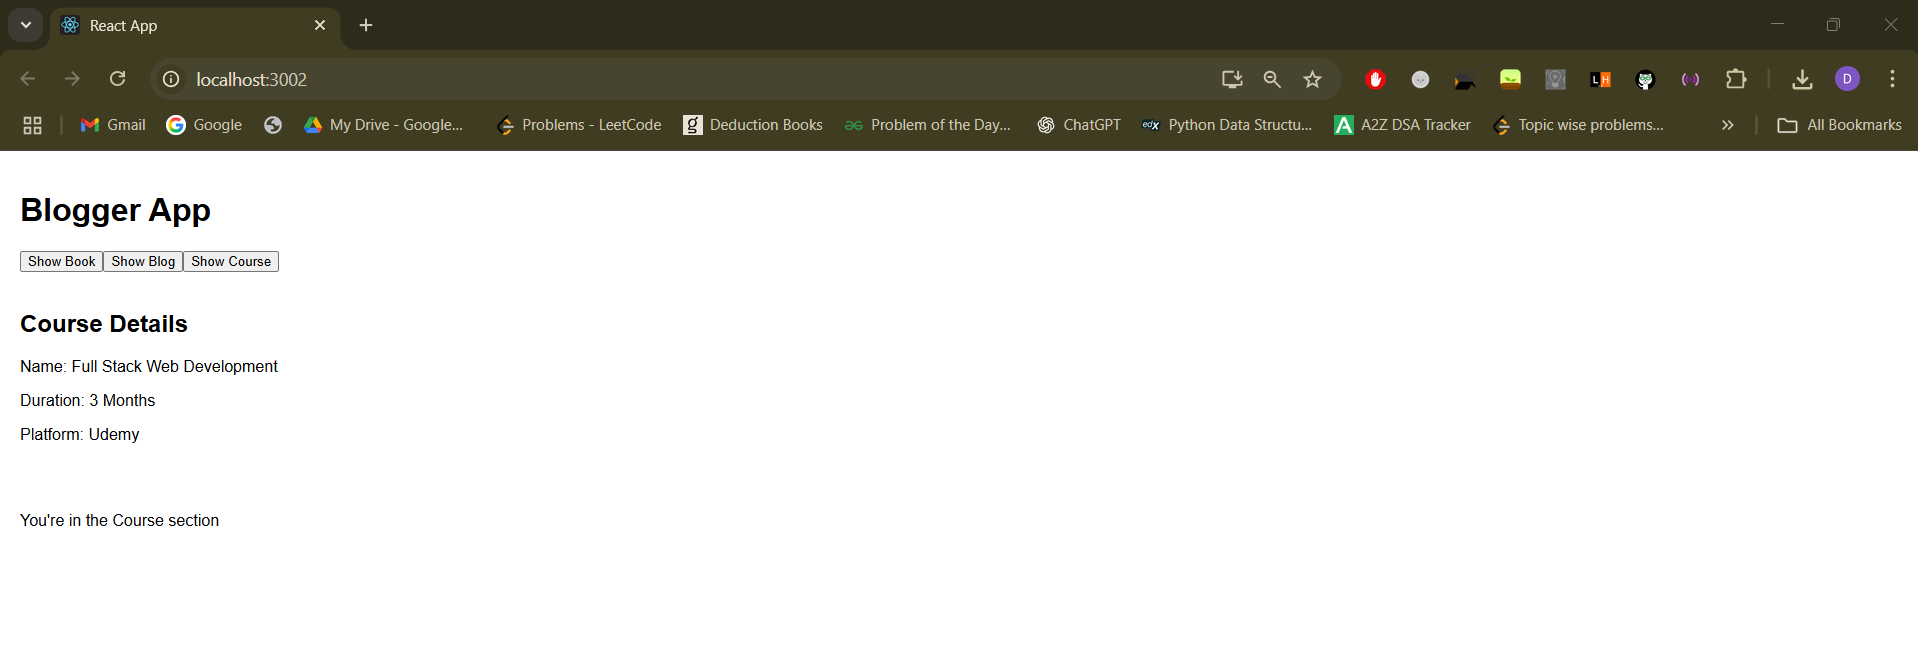 React App
localhost:3002
Gmail Google My Drive - Google... Problems - LeetCode g Deduction Books Problem of the Day... ChatGPT edx Python Data Structu... A A2Z DSA Tracker Topic wise problems... » All Bookmarks
LH D
Blogger App
Show Book Show Blog Show Course
Course Details
Name: Full Stack Web Development
Duration: 3 Months
Platform: Udemy
You're in the Course section